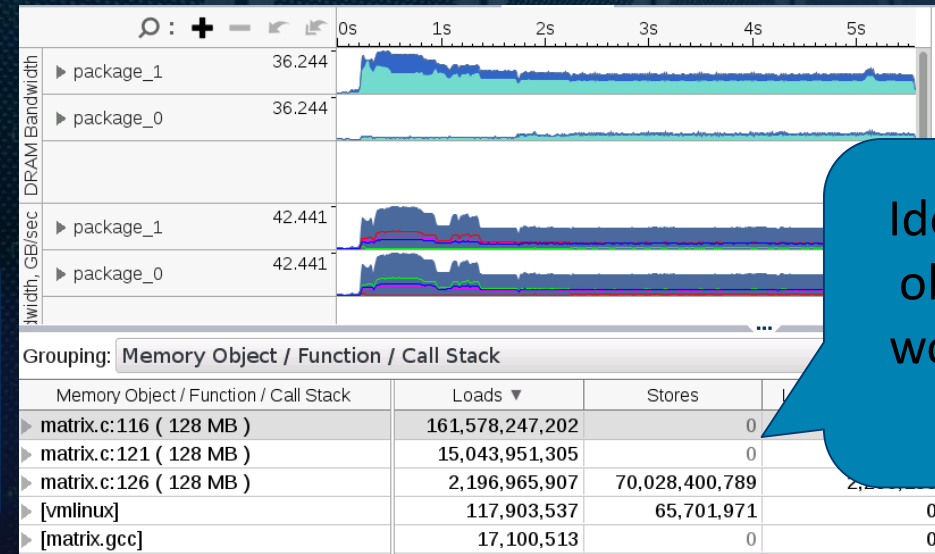 0s 1s 2s 3s 4s 5s
DRAM Bandwidth
package_1 36.244
package_0 36.244
GB/sec
package_1 42.441
package_0 42.441
Grouping: Memory Object / Function / Call Stack
Memory Object / Function / Call Stack Loads ▼ Stores
matrix.c:116 ( 128 MB ) 161,578,247,202 0
matrix.c:121 ( 128 MB ) 15,043,951,305 0
matrix.c:126 ( 128 MB ) 2,196,965,907 70,028,400,789
[vmlinux] 117,903,537 65,701,971 0
[matrix.gcc] 17,100,513 0 0